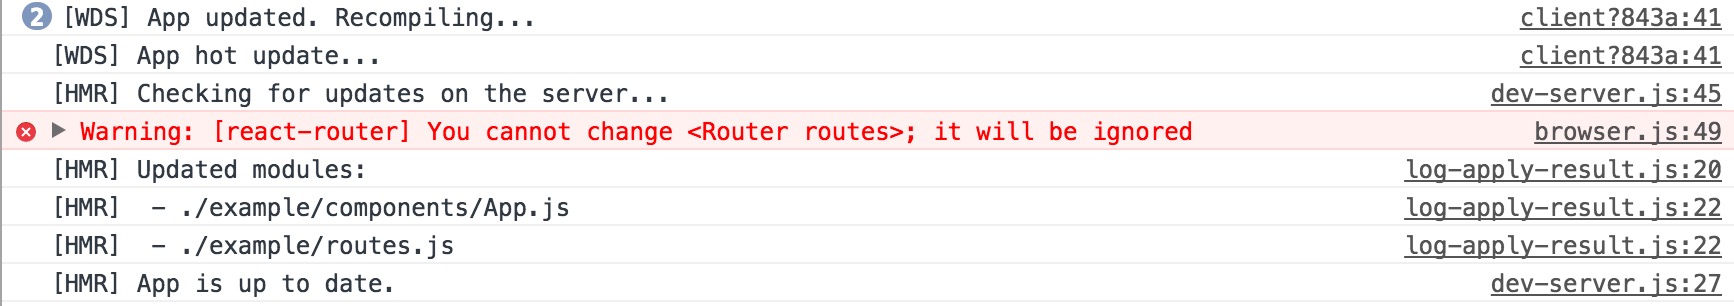 2 [WDS] App updated. Recompiling... client?843a:41
[WDS] App hot update... client?843a:41
[HMR] Checking for updates on the server... dev-server.js:45
Warning: [react-router] You cannot change <Router routes>; it will be ignored browser.js:49
[HMR] Updated modules: log-apply-result.js:20
[HMR]  - ./example/components/App.js log-apply-result.js:22
[HMR]  - ./example/routes.js log-apply-result.js:22
[HMR] App is up to date. dev-server.js:27